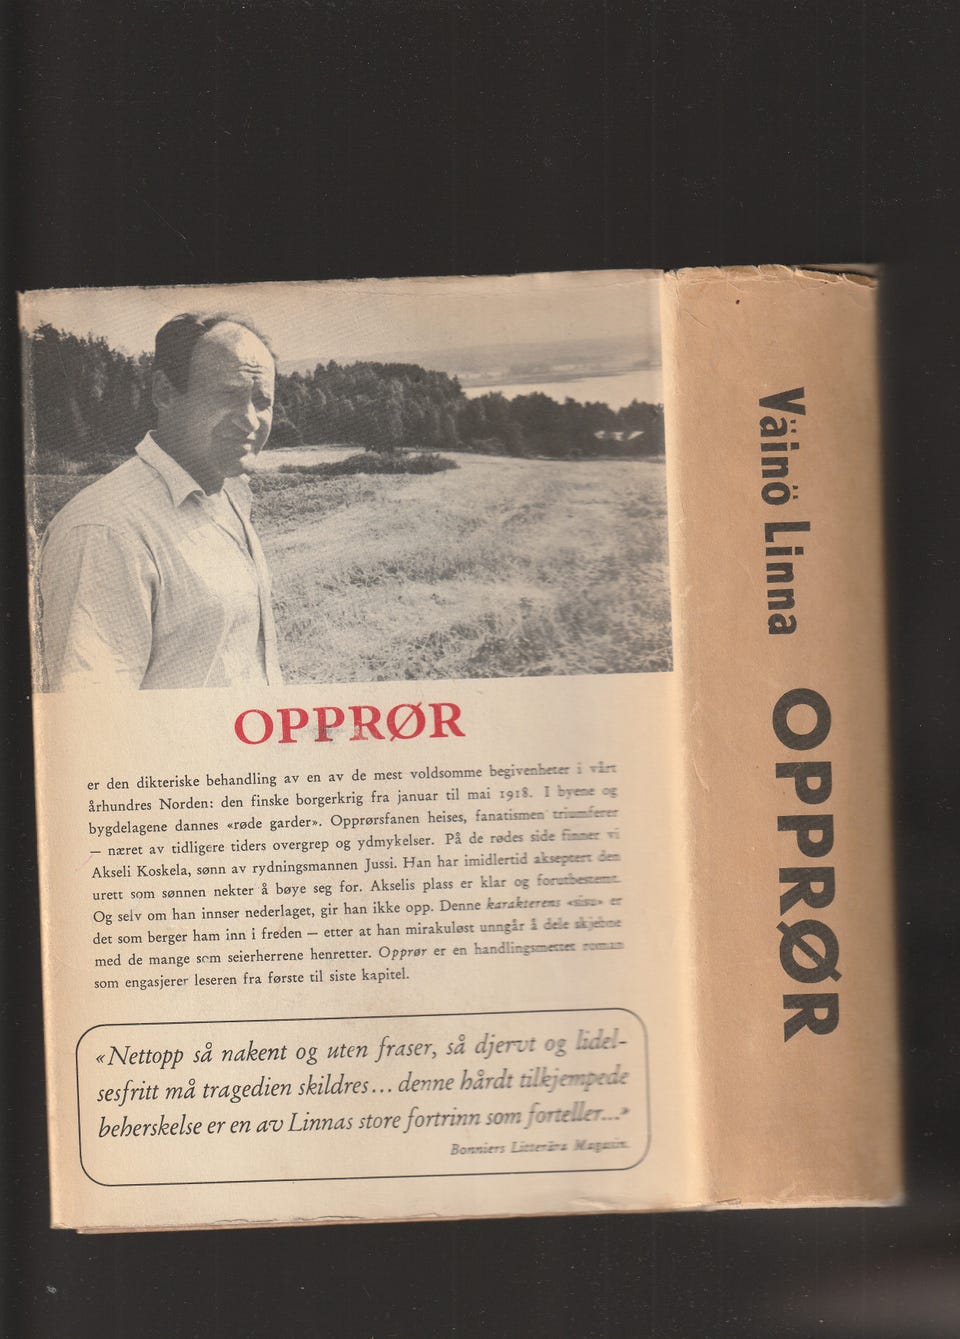 OPPRØR
er den dikteriske behandling av en av de mest voldsomme begivenheter i vårt
århundres Norden: den finske borgerkrig fra januar til mai 1918. I byene og
bygdelagene dannes «røde garder». Opprørsfanen heises, fanatismen triumferer
— næret av tidligere tiders overgrep og ydmykelser. På de rødes side finner vi
Akseli Koskela, sønn av rydningsmannen Jussi. Han har imidlertid akseptert den
urett som sønnen nekter å bøye seg for. Akselis plass er klar og forutbestemt.
Og selv om han innser nederlaget, gir han ikke opp. Denne karakterens «sisu» er
det som berger ham inn i freden — etter at han mirakuløst unngår å dele skjebne
med de mange som seierherrene henretter. Opprør er en handlingsmettet roman
som engasjerer leseren fra første til siste kapitel.
«Nettopp så nakent og uten fraser, så djervt og lidel-
sesfritt må tragedien skildres... denne hårdt tilkjempede
beherskelse er en av Linnas store fortrinn som forteller...»
Bonniers Litterära Magasin.
Väinö Linna OPPRØR